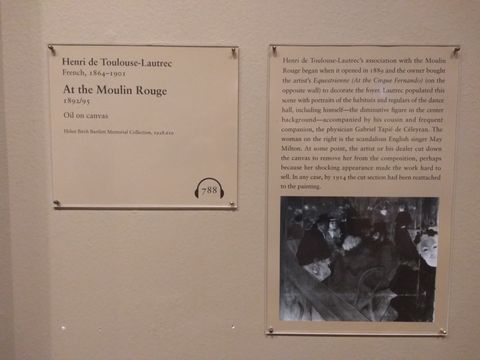 Henri de Toulouse-Lautrec
French, 1864–1901
At the Moulin Rouge
1892/95
Oil on canvas
Helen Birch Bartlett Memorial Collection, 1928.610
788
Henri de Toulouse-Lautrec's association with the Moulin
Rouge began when it opened in 1889 and the owner bought
the artist's Equestrienne (At the Cirque Fernando) (on the
opposite wall) to decorate the foyer. Lautrec populated this
scene with portraits of the habitués and regulars of the dance
hall, including himself—the diminutive figure in the center
background—accompanied by his cousin and frequent
companion, the physician Gabriel Tapié de Céleyran. The
woman on the right is the scandalous English singer May
Milton. At some point, the artist or his dealer cut down
the canvas to remove her from the composition, perhaps
because her shocking appearance made the work hard to
sell. In any case, by 1914 the cut section had been reattached
to the painting.